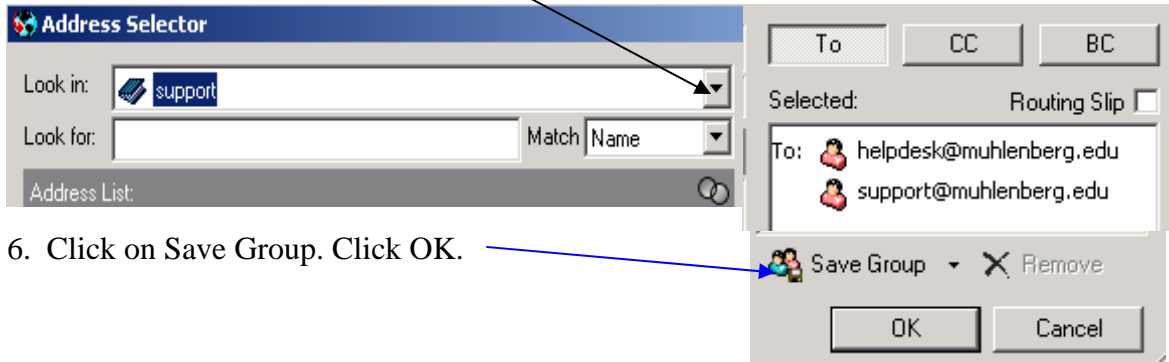 Address Selector
Look in: support
Look for: Match Name
Address List:
To CC BC
Selected: Routing Slip
To: helpdesk@muhlenberg.edu
support@muhlenberg.edu
6. Click on Save Group. Click OK.
Save Group Remove
OK Cancel